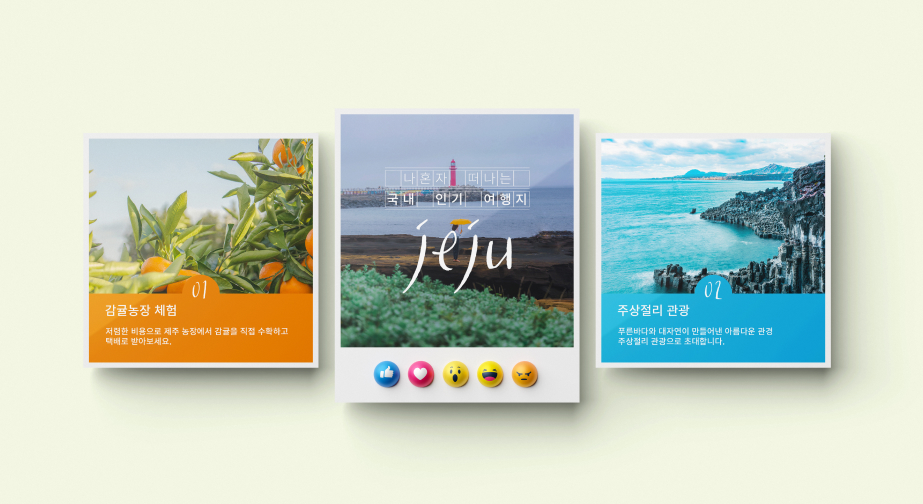 01
감귤농장 체험
저렴한 비용으로 제주 농장에서 감귤을 직접 수확하고
택배로 받아보세요.
나 혼자 떠나는
국내 인기 여행지
jeju
02
주상절리 관광
푸른바다와 대자연이 만들어낸 아름다운 관경
주상절리 관광으로 초대합니다.